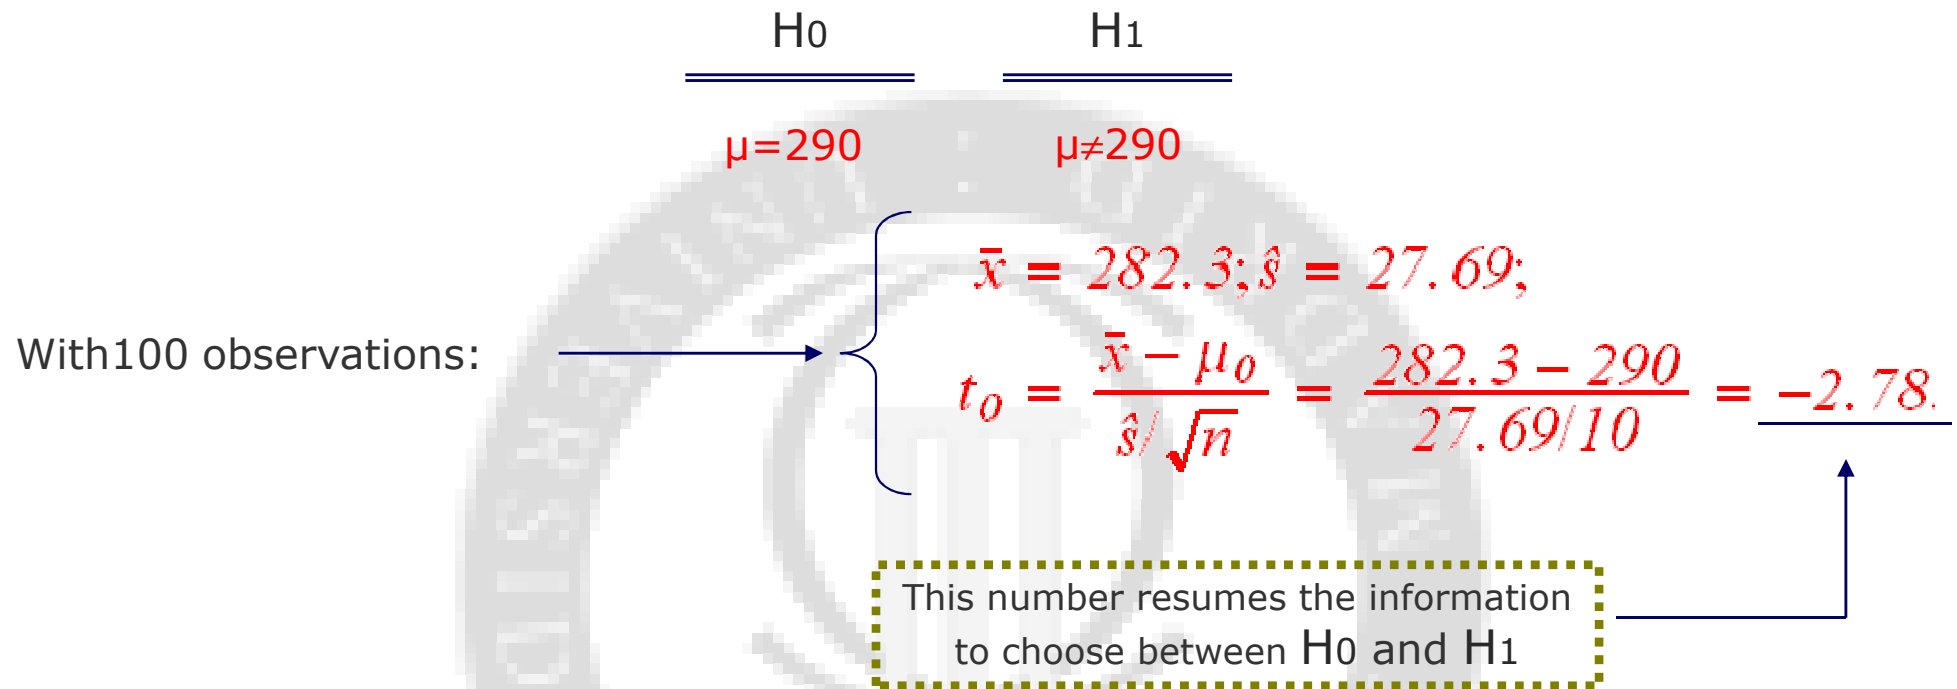 H0 H1
μ=290 μ≠290
x̄ = 282.3; ŝ = 27.69;
With100 observations:
t₀ = (x̄ − μ₀)/(ŝ/√n) = (282.3 − 290)/(27.69/10) = −2.78.
This number resumes the information
to choose between H0 and H1